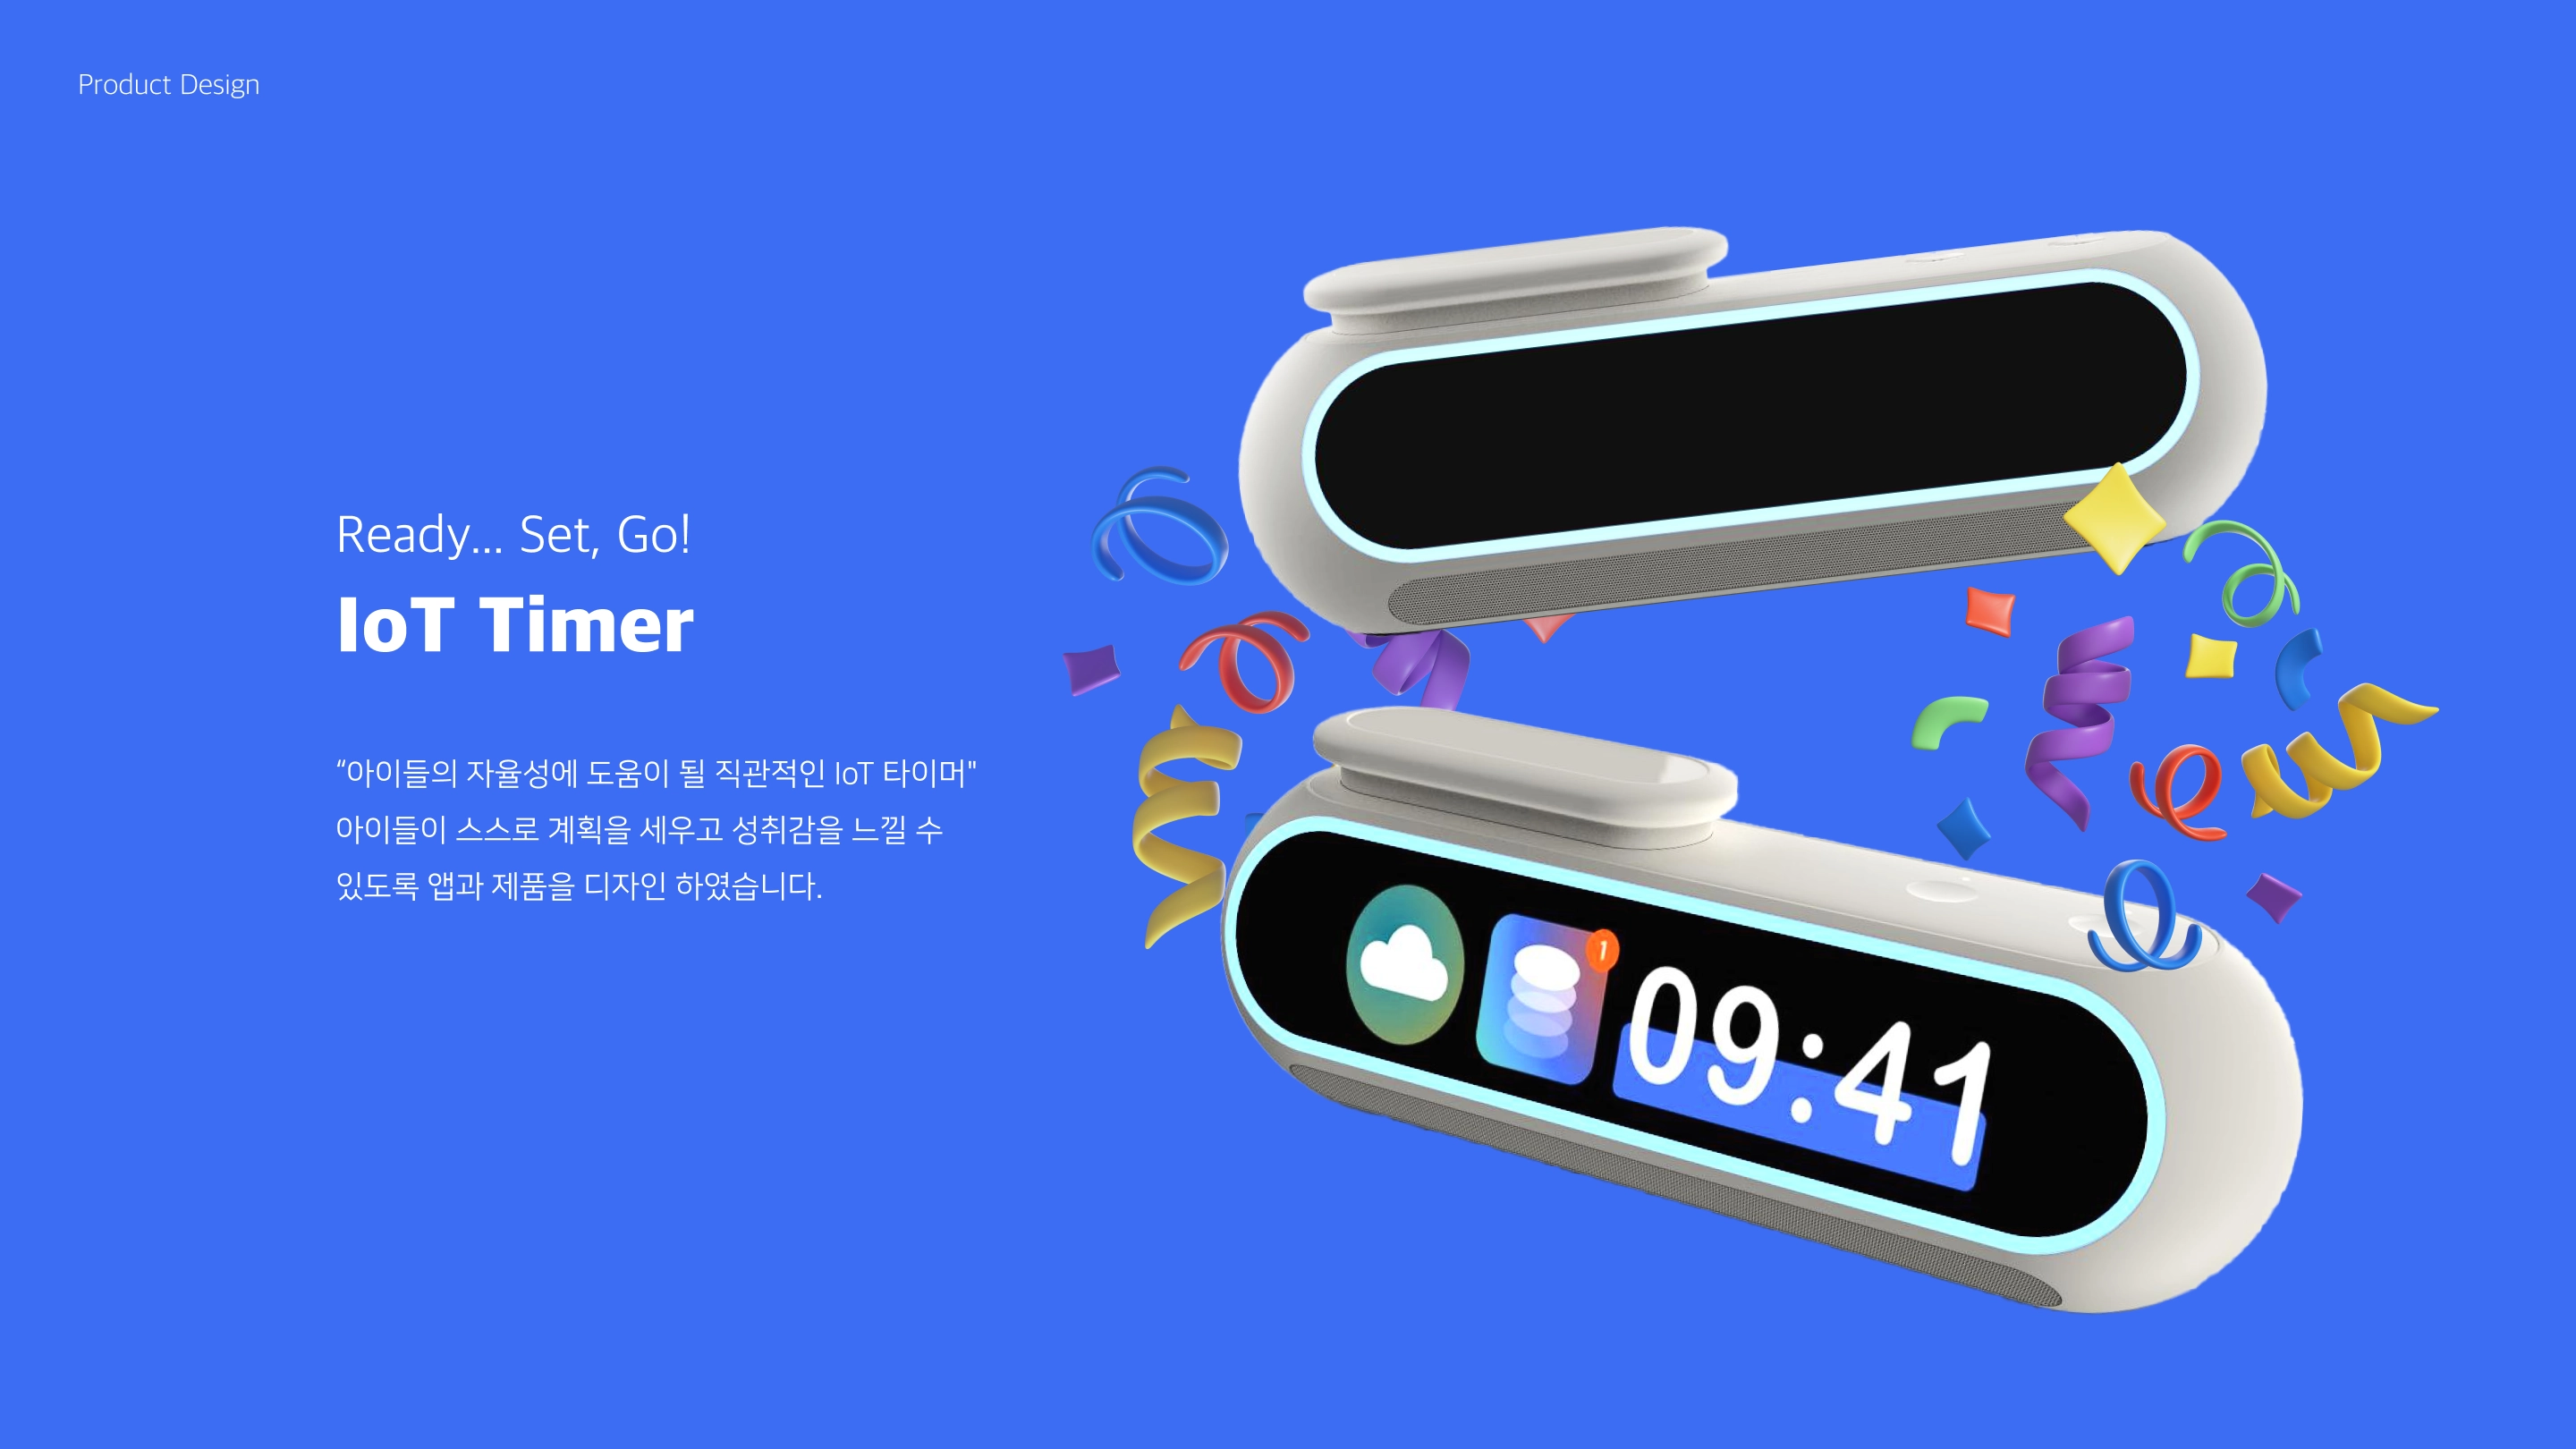 Product Design
Ready... Set, Go!
IoT Timer
“아이들의 자율성에 도움이 될 직관적인 IoT 타이머"
아이들이 스스로 계획을 세우고 성취감을 느낄 수
있도록 앱과 제품을 디자인 하였습니다.
1
09:41